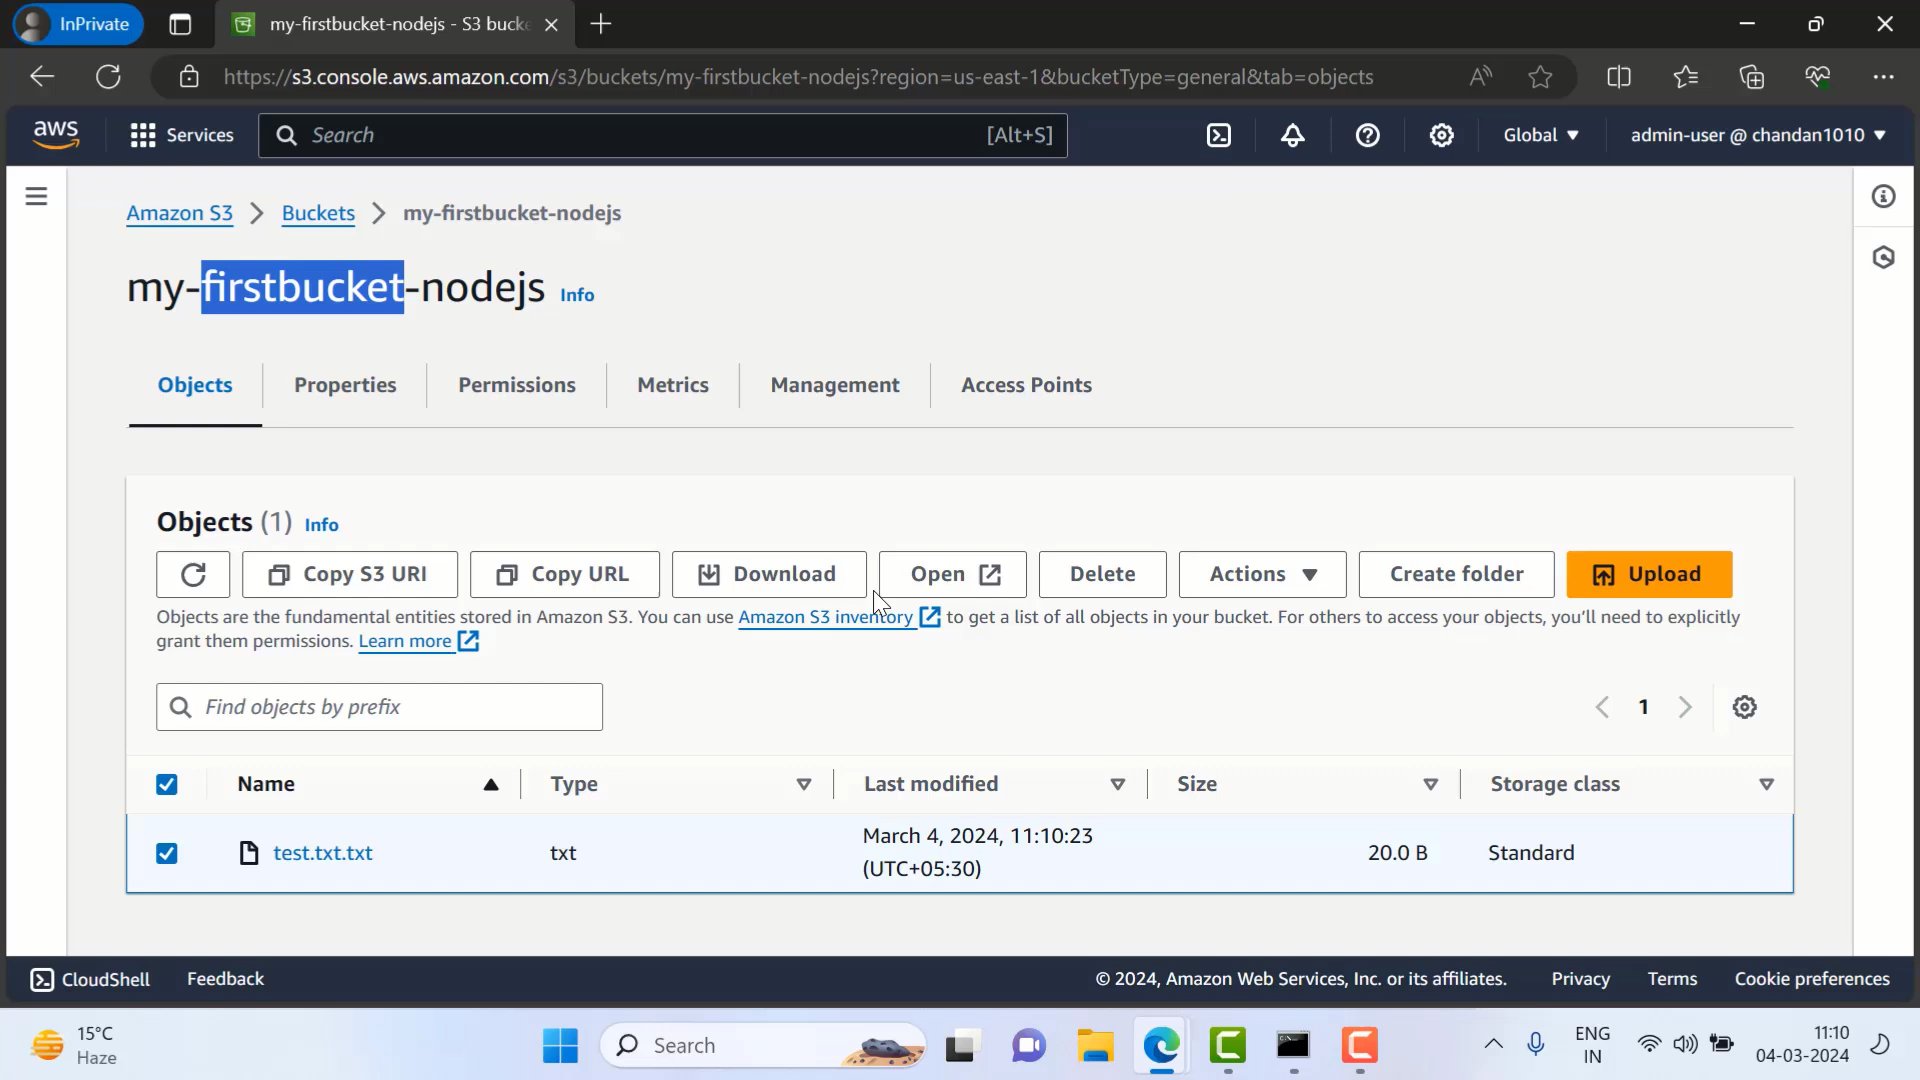 InPrivate
my-firstbucket-nodejs - S3 bucke
https://s3.console.aws.amazon.com/s3/buckets/my-firstbucket-nodejs?region=us-east-1&bucketType=general&tab=objects
aws
Services
Search
[Alt+S]
Global
admin-user @ chandan1010
Amazon S3
Buckets
my-firstbucket-nodejs
my-firstbucket-nodejs
Info
Objects
Properties
Permissions
Metrics
Management
Access Points
Objects (1)
Info
Copy S3 URI
Copy URL
Download
Open
Delete
Actions
Create folder
Upload
Objects are the fundamental entities stored in Amazon S3. You can use Amazon S3 inventory to get a list of all objects in your bucket. For others to access your objects, you’ll need to explicitly
grant them permissions. Learn more
Find objects by prefix
1
Name
Type
Last modified
Size
Storage class
test.txt.txt
txt
March 4, 2024, 11:10:23
(UTC+05:30)
20.0 B
Standard
CloudShell
Feedback
© 2024, Amazon Web Services, Inc. or its affiliates.
Privacy
Terms
Cookie preferences
15°C
Haze
Search
ENG
IN
11:10
04-03-2024